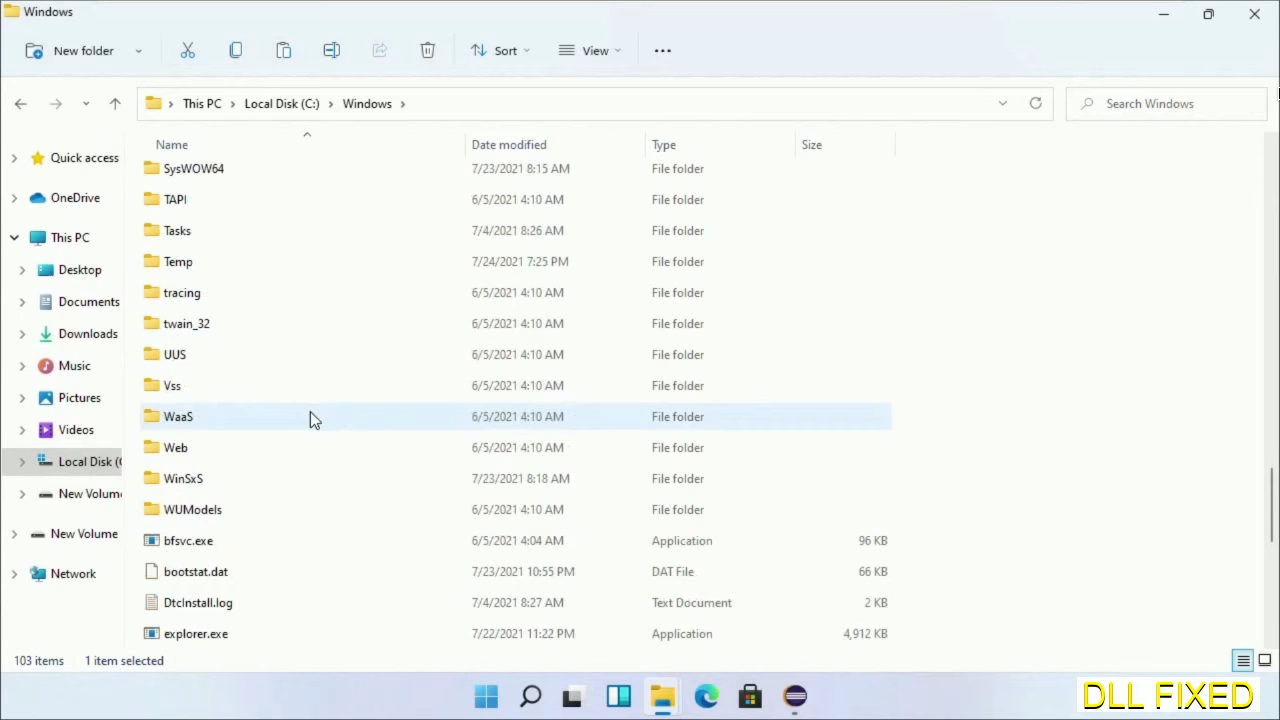 Windows
New folder Sort View
This PC Local Disk (C:) Windows Search Windows
Name Date modified Type Size
SysWOW64 7/23/2021 8:15 AM File folder
TAPI 6/5/2021 4:10 AM File folder
Tasks 7/4/2021 8:26 AM File folder
Temp 7/24/2021 7:25 PM File folder
tracing 6/5/2021 4:10 AM File folder
twain_32 6/5/2021 4:10 AM File folder
UUS 6/5/2021 4:10 AM File folder
Vss 6/5/2021 4:10 AM File folder
WaaS 6/5/2021 4:10 AM File folder
Web 6/5/2021 4:10 AM File folder
WinSxS 7/23/2021 8:18 AM File folder
WUModels 6/5/2021 4:10 AM File folder
bfsvc.exe 6/5/2021 4:04 AM Application 96 KB
bootstat.dat 7/23/2021 10:55 PM DAT File 66 KB
DtcInstall.log 7/4/2021 8:27 AM Text Document 2 KB
explorer.exe 7/22/2021 11:22 PM Application 4,912 KB
Quick access
OneDrive
This PC
Desktop
Documents
Downloads
Music
Pictures
Videos
Local Disk (
New Volum
New Volume
Network
103 items 1 item selected
DLL FIXED